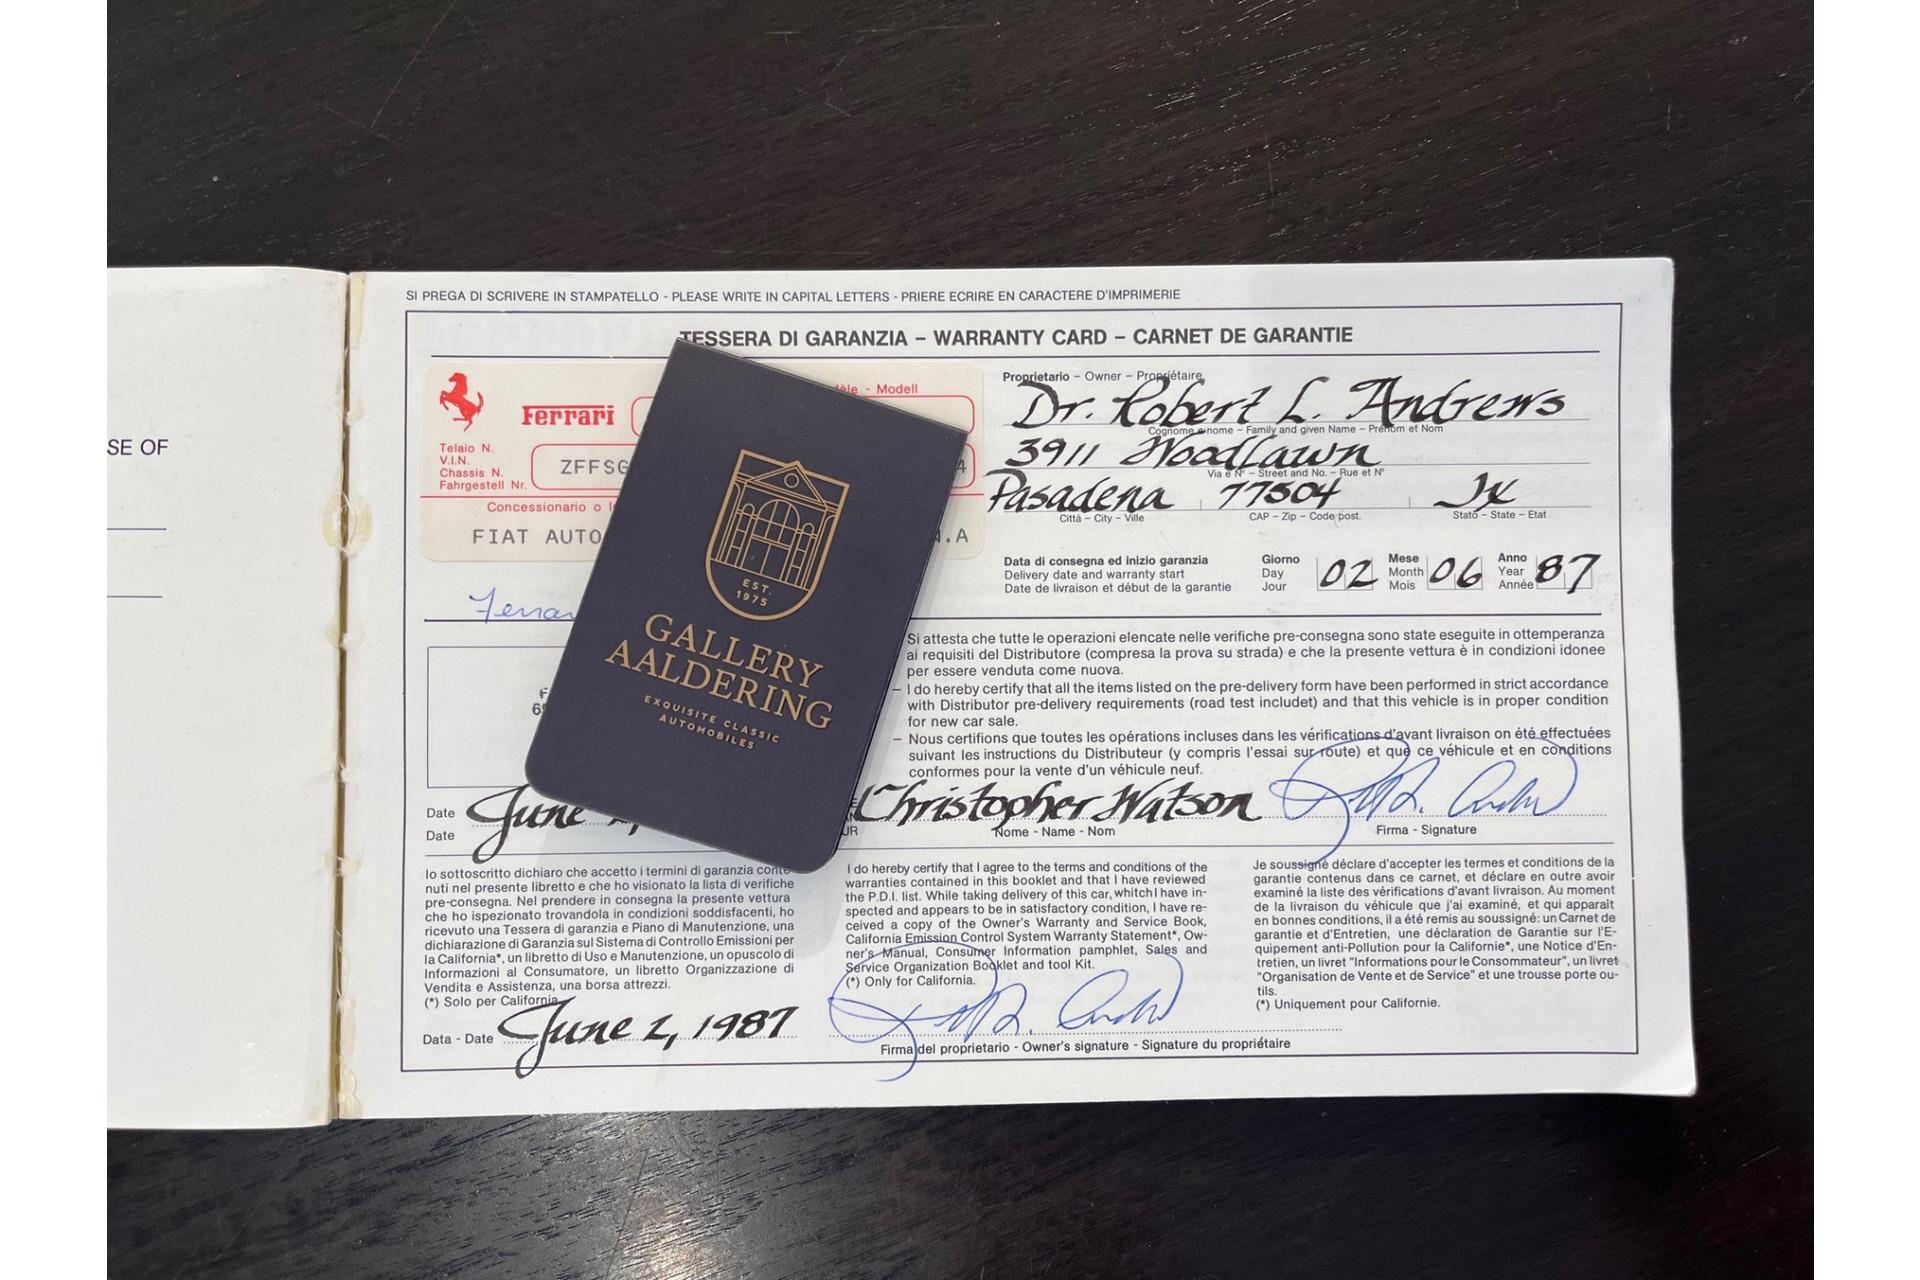 SE OF
SI PREGA DI SCRIVERE IN STAMPATELLO - PLEASE WRITE IN CAPITAL LETTERS - PRIERE ECRIRE EN CARACTERE D'IMPRIMERIE
TESSERA DI GARANZIA – WARRANTY CARD – CARNET DE GARANTIE
Ferrari
dèle - Modell
Telaio N.
V.I.N.
Chassis N.
Fahrgestell Nr.
ZFFSG
4
Concessionario o
FIAT AUTO
.A
Ferrar
Proprietario – Owner – Propriétaire
Dr. Robert L. Andrews
Cognome e nome – Family and given Name – Prénom et Nom
3911 Woodlawn
Via e N° – Street and No. – Rue et N°
Pasadena 77504 Tx
Città – City – Ville CAP – Zip – Code post. Stato – State – Etat
Data di consegna ed inizio garanzia
Delivery date and warranty start
Date de livraison et début de la garantie
Giorno
Day
Jour
02
Mese
Month
Mois
06
Anno
Year
Année
87
Si attesta che tutte le operazioni elencate nelle verifiche pre-consegna sono state eseguite in ottemperanza
ai requisiti del Distributore (compresa la prova su strada) e che la presente vettura è in condizioni idonee
per essere venduta come nuova.
– I do hereby certify that all the items listed on the pre-delivery form have been performed in strict accordance
with Distributor pre-delivery requirements (road test includet) and that this vehicle is in proper condition
for new car sale.
– Nous certifions que toutes les opérations incluses dans les vérifications d'avant livraison on été effectuées
suivant les instructions du Distributeur (y compris l'essai sur route) et que ce véhicule et en conditions
conformes pour la vente d'un véhicule neuf.
GALLERY
AALDERING
EXQUISITE CLASSIC
AUTOMOBILES
EST.
1975
Date
Date
June
Christopher Watson
Nome - Name - Nom
Firma - Signature
Io sottoscritto dichiaro che accetto i termini di garanzia conte-
nuti nel presente libretto e che ho visionato la lista di verifiche
pre-consegna. Nel prendere in consegna la presente vettura
che ho ispezionato trovandola in condizioni soddisfacenti, ho
ricevuto una Tessera di garanzia e Piano di Manutenzione, una
dichiarazione di Garanzia sul Sistema di Controllo Emissioni per
la California*, un libretto di Uso e Manutenzione, un opuscolo di
Informazioni al Consumatore, un libretto Organizzazione di
Vendita e Assistenza, una borsa attrezzi.
(*) Solo per California.
I do hereby certify that I agree to the terms and conditions of the
warranties contained in this booklet and that I have reviewed
the P.D.I. list. While taking delivery of this car, which I have in-
spected and appears to be in satisfactory condition, I have re-
ceived a copy of the Owner's Warranty and Service Book,
California Emission Control System Warranty Statement*, Ow-
ner's Manual, Consumer Information pamphlet, Sales and
Service Organization Booklet and tool Kit.
(*) Only for California.
Je soussigné déclare d'accepter les termes et conditions de la
garantie contenus dans ce carnet, et déclare en outre avoir
examiné la liste des vérifications d'avant livraison. Au moment
de la livraison du véhicule que j'ai examiné, et qui apparaît
en bonnes conditions, il a été remis au soussigné: un Carnet de
garantie et d'Entretien, une déclaration de Garantie sur l'E-
quipement anti-Pollution pour la Californie*, une Notice d'En-
tretien, un livret "Informations pour le Consommateur", un livret
"Organisation de Vente et de Service" et une trousse porte ou-
tils.
(*) Uniquement pour Californie.
Data - Date June 2, 1987
Firma del proprietario - Owner's signature - Signature du propriétaire